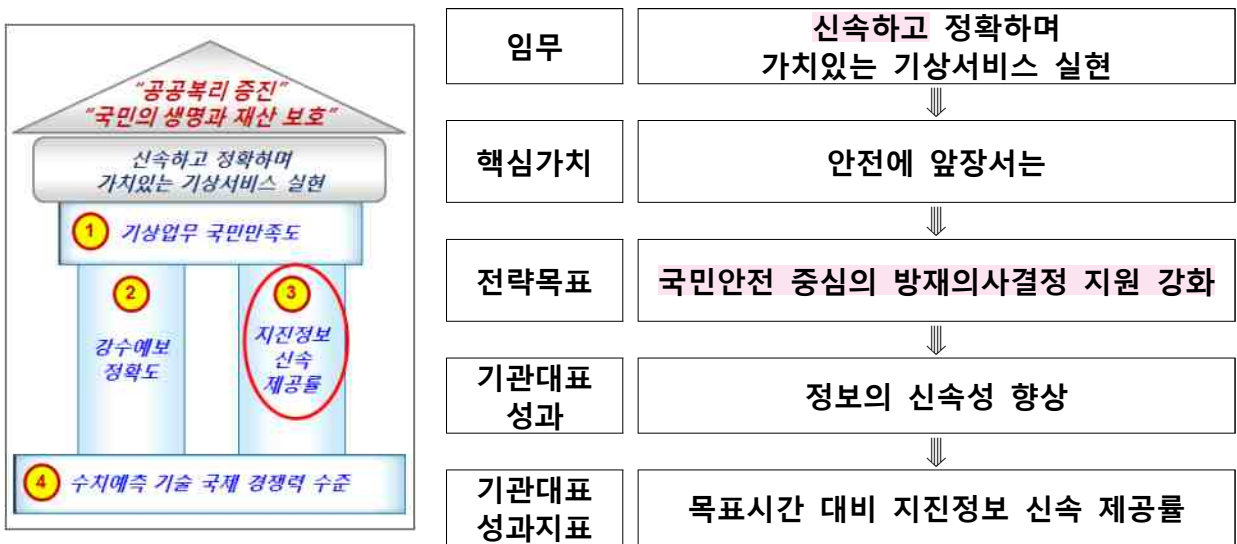 "공공복리 증진"
"국민의 생명과 재산 보호"
신속하고 정확하며
가치있는 기상서비스 실현
1 기상업무 국민만족도
2
강수예보
정확도
3
지진정보
신속
제공률
4 수치예측 기술 국제 경쟁력 수준
임무
신속하고 정확하며
가치있는 기상서비스 실현
⇓
핵심가치
안전에 앞장서는
⇓
전략목표
국민안전 중심의 방재의사결정 지원 강화
⇓
기관대표
성과
정보의 신속성 향상
⇓
기관대표
성과지표
목표시간 대비 지진정보 신속 제공률